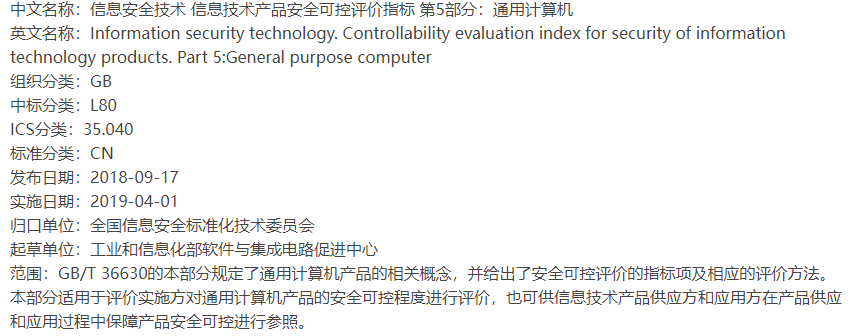 中文名称：信息安全技术 信息技术产品安全可控评价指标 第5部分：通用计算机
英文名称：Information security technology. Controllability evaluation index for security of information
technology products. Part 5:General purpose computer
组织分类：GB
中标分类：L80
ICS分类：35.040
标准分类：CN
发布日期：2018-09-17
实施日期：2019-04-01
归口单位：全国信息安全标准化技术委员会
起草单位：工业和信息化部软件与集成电路促进中心
范围：GB/T 36630的本部分规定了通用计算机产品的相关概念，并给出了安全可控评价的指标项及相应的评价方法。
本部分适用于评价实施方对通用计算机产品的安全可控程度进行评价，也可供信息技术产品供应方和应用方在产品供应
和应用过程中保障产品安全可控进行参照。